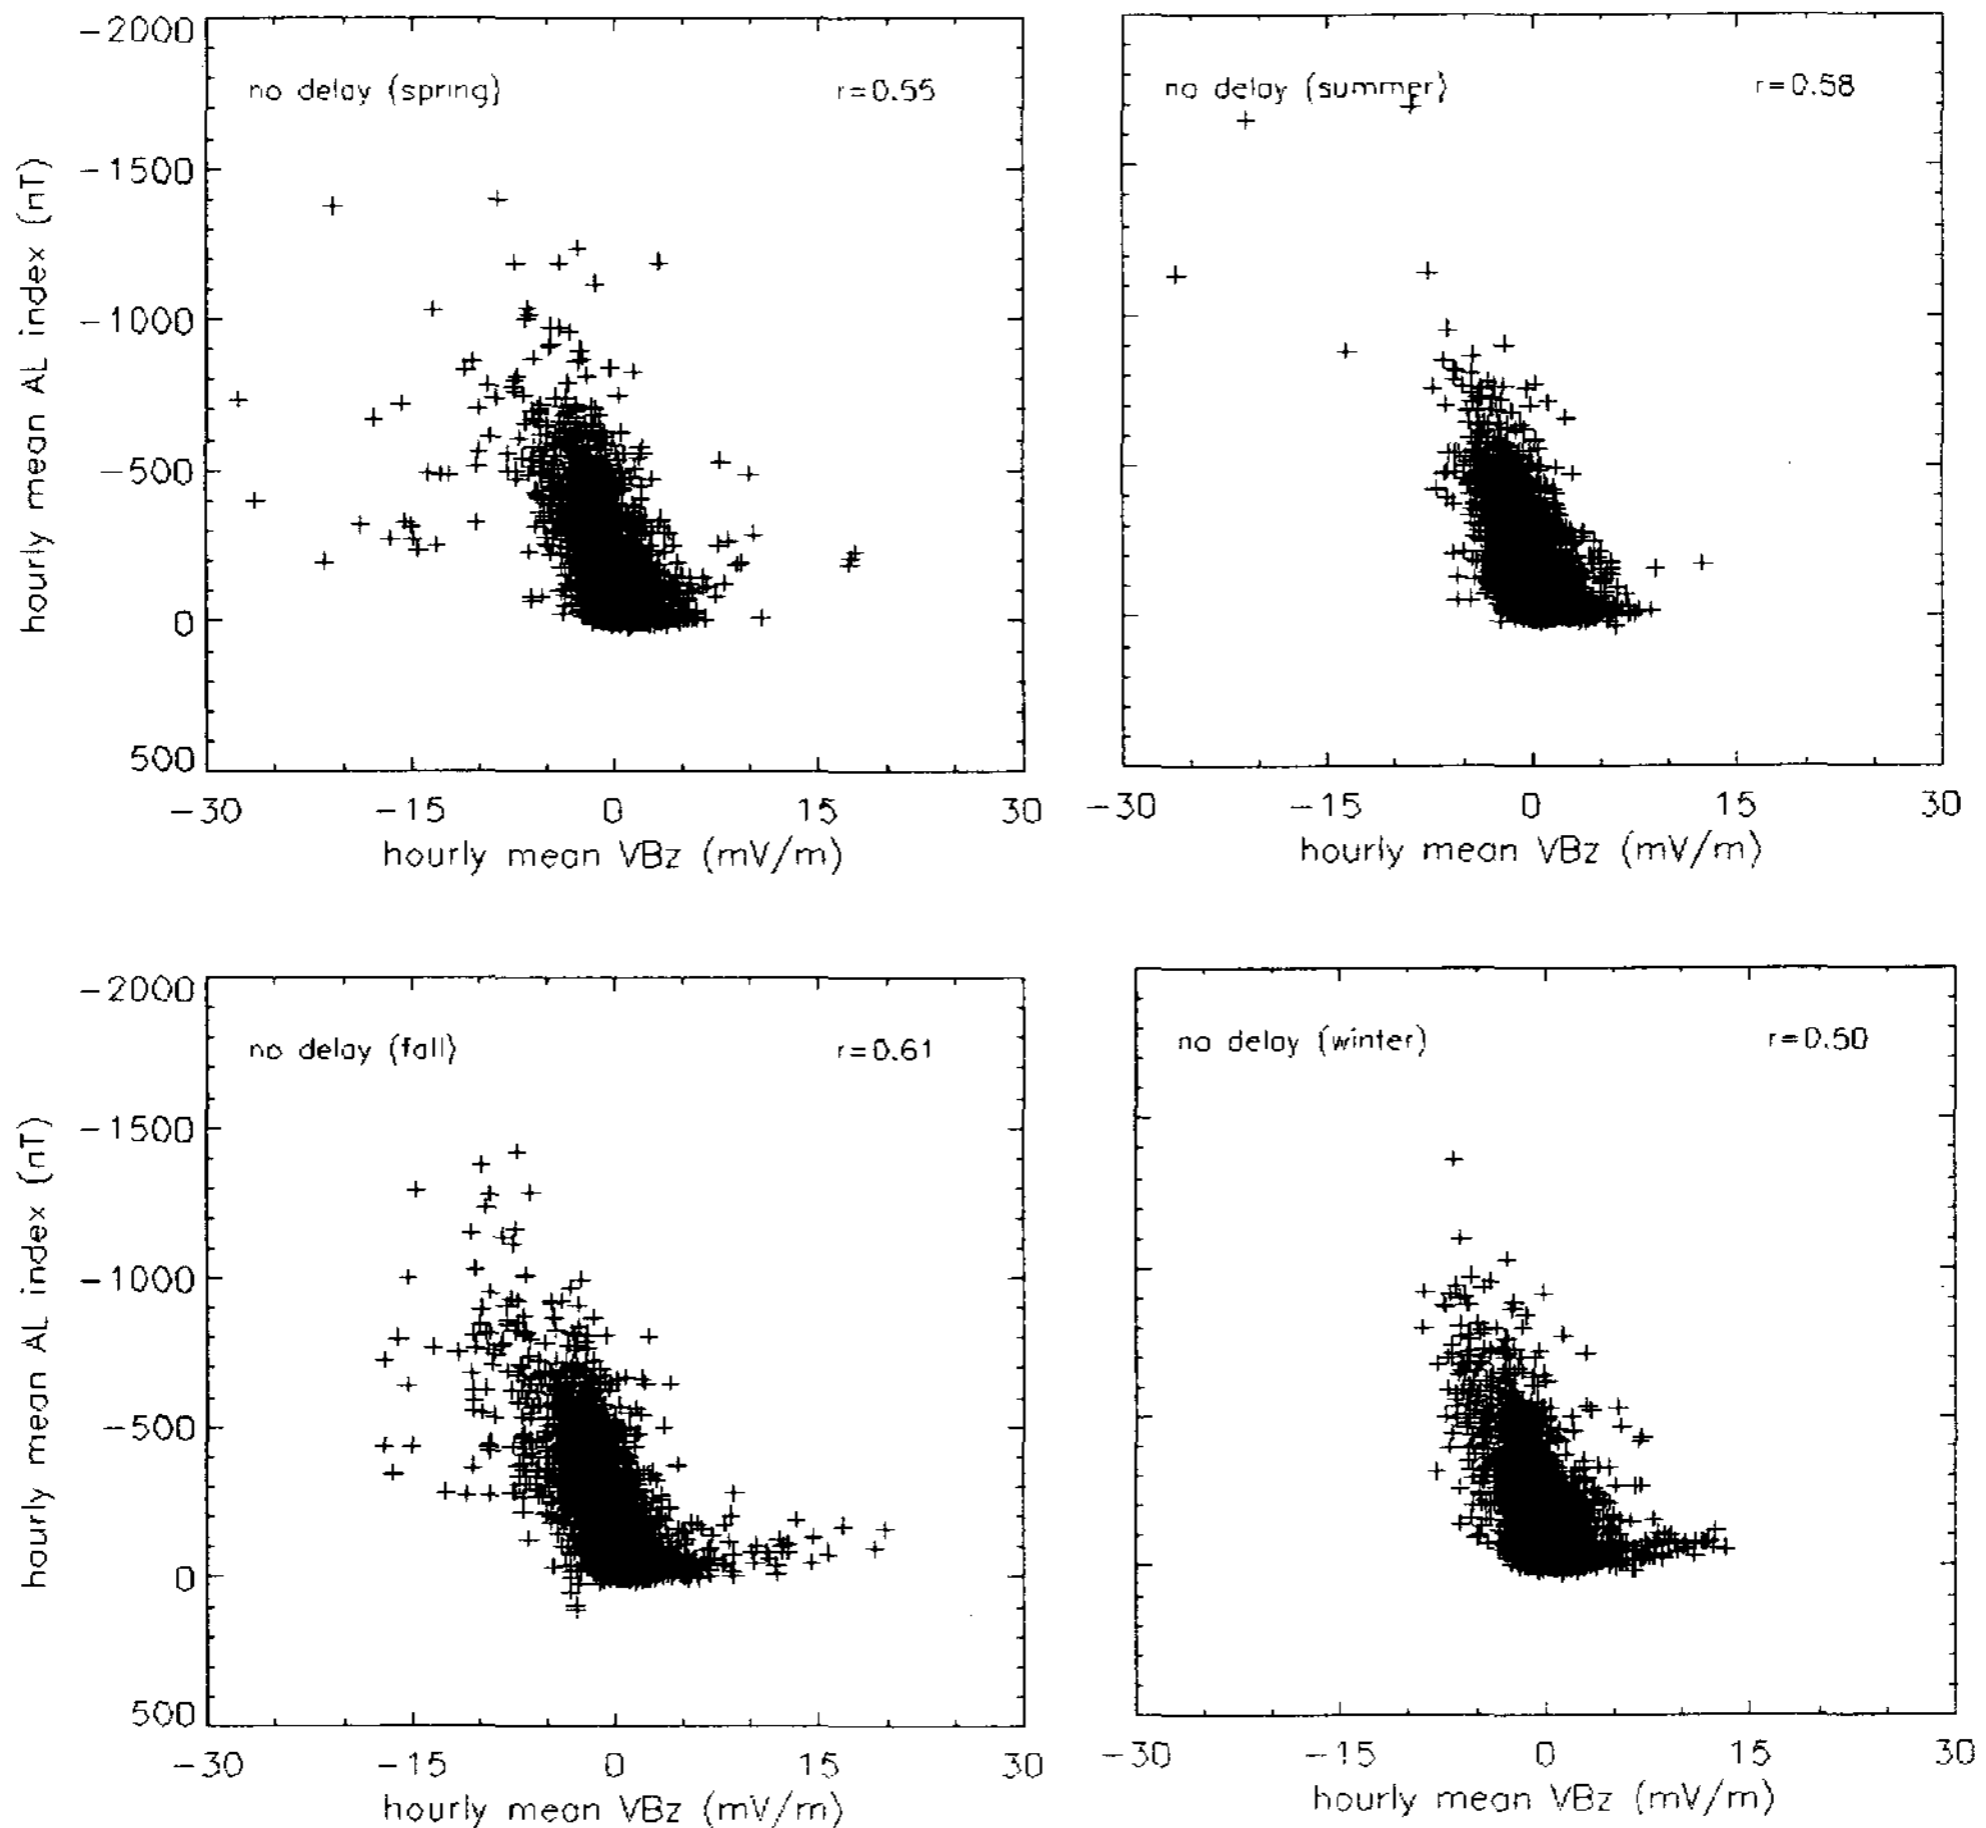 -2000
no delay (spring)
r=0.55
-1500
-1000
-500
0
500
hourly mean AL index (nT)
-30 -15 0 15 30
hourly mean VBz (mV/m)
no delay (summer)
r=0.58
-30 -15 0 15 30
hourly mean VBz (mV/m)
-2000
no delay (fall)
r=0.61
-1500
-1000
-500
0
500
hourly mean AL index (nT)
-30 -15 0 15 30
hourly mean VBz (mV/m)
no delay (winter)
r=0.60
-30 -15 0 15 30
hourly mean VBz (mV/m)